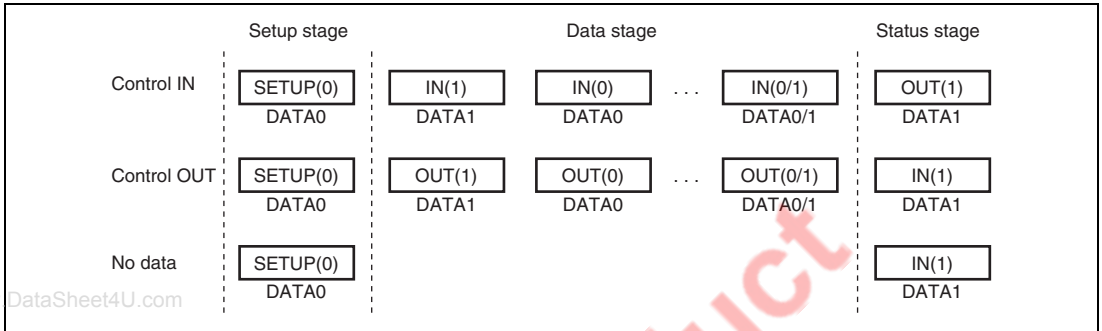 Setup stage Data stage Status stage
Control IN SETUP(0) IN(1) IN(0) . . . IN(0/1) OUT(1)
DATA0 DATA1 DATA0 DATA0/1 DATA1
Control OUT SETUP(0) OUT(1) OUT(0) . . . OUT(0/1) IN(1)
DATA0 DATA1 DATA0 DATA0/1 DATA1
No data SETUP(0) IN(1)
DATA0 DATA1
DataSheet4U.com
uct